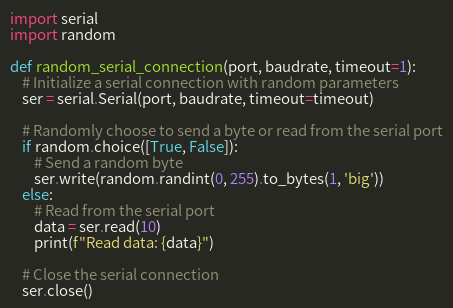 import serial
import random

def random_serial_connection(port, baudrate, timeout=1):
    # Initialize a serial connection with random parameters
    ser = serial.Serial(port, baudrate, timeout=timeout)

    # Randomly choose to send a byte or read from the serial port
    if random.choice([True, False]):
        # Send a random byte
        ser.write(random.randint(0, 255).to_bytes(1, 'big'))
    else:
        # Read from the serial port
        data = ser.read(10)
        print(f"Read data: {data}")

    # Close the serial connection
    ser.close()